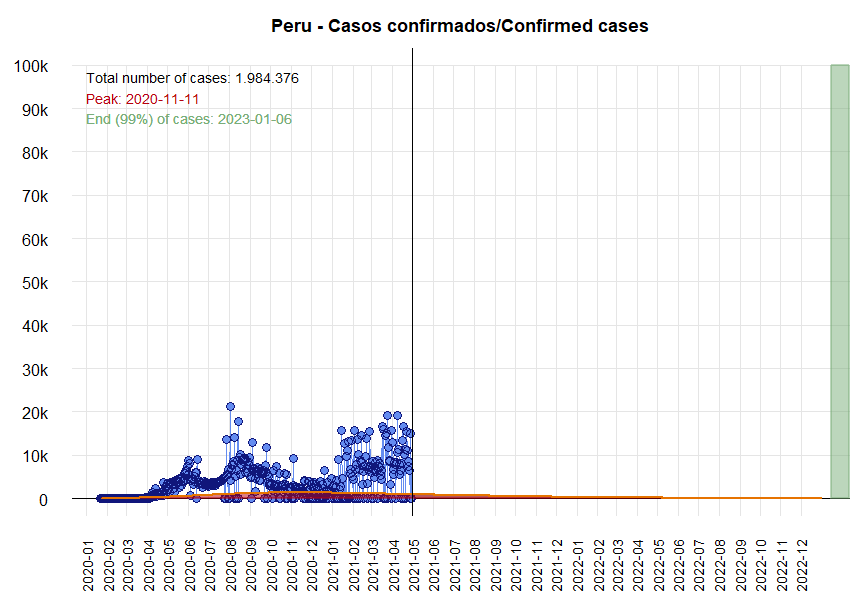 Peru - Casos confirmados/Confirmed cases
Total number of cases: 1.984.376
Peak: 2020-11-11
End (99%) of cases: 2023-01-06
100k
90k
80k
70k
60k
50k
40k
30k
20k
10k
0
2020-01
2020-02
2020-03
2020-04
2020-05
2020-06
2020-07
2020-08
2020-09
2020-10
2020-11
2020-12
2021-01
2021-02
2021-03
2021-04
2021-05
2021-06
2021-07
2021-08
2021-09
2021-10
2021-11
2021-12
2022-01
2022-02
2022-03
2022-04
2022-05
2022-06
2022-07
2022-08
2022-09
2022-10
2022-11
2022-12